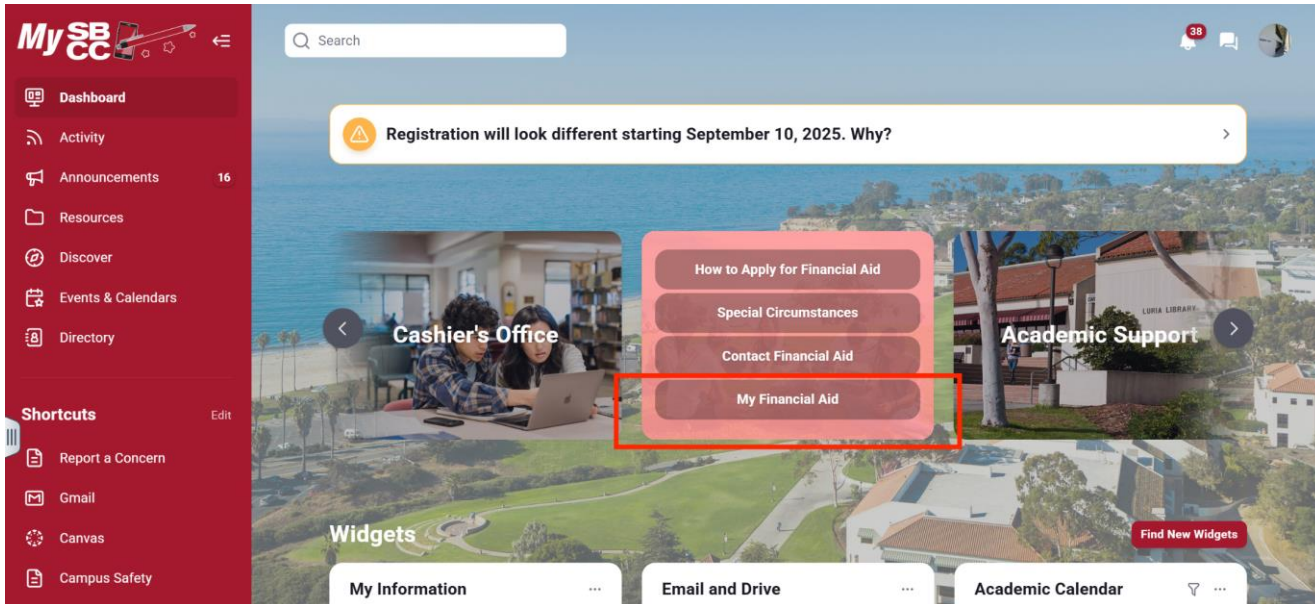 My SBCC
Search
38
Dashboard
Activity
Announcements 16
Resources
Discover
Events & Calendars
Directory
Shortcuts Edit
Report a Concern
Gmail
Canvas
Campus Safety
Registration will look different starting September 10, 2025. Why?
Cashier's Office
How to Apply for Financial Aid
Special Circumstances
Contact Financial Aid
My Financial Aid
LURIA LIBRARY
Academic Support
Widgets
Find New Widgets
My Information
Email and Drive
Academic Calendar